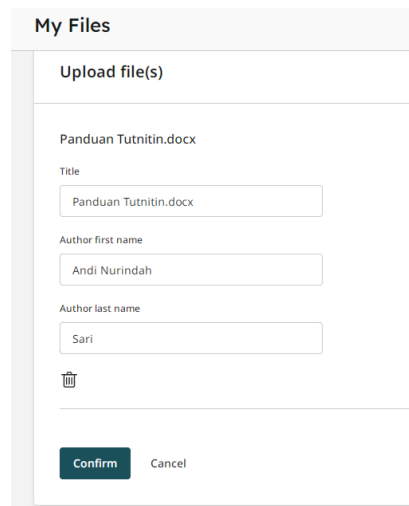 My Files
Upload file(s)
Panduan Tutnitin.docx
Title
Panduan Tutnitin.docx
Author first name
Andi Nurindah
Author last name
Sari
Confirm Cancel